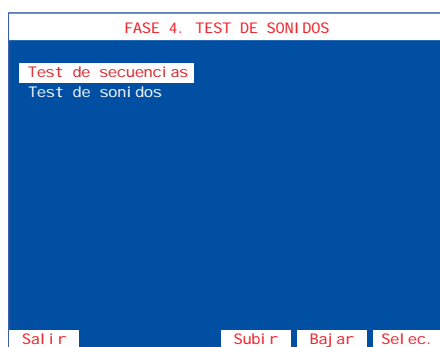 FASE 4. TEST DE SONIDOS
Test de secuencias
Test de sonidos
Salir Subir Bajar Selec.